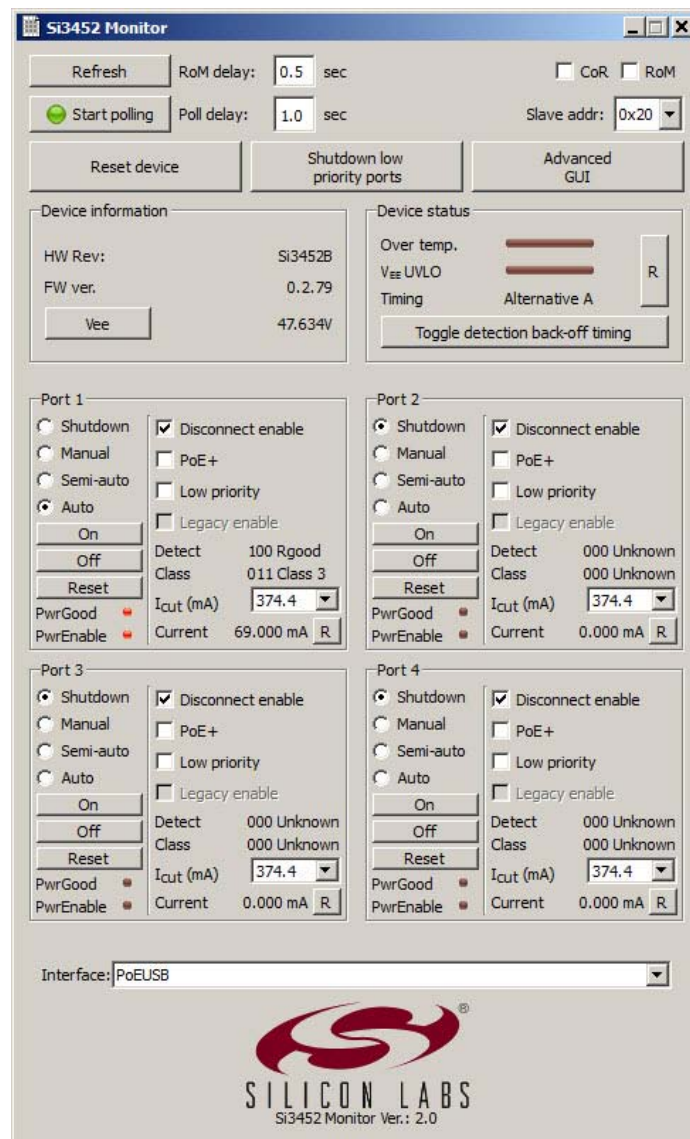 Si3452 Monitor
Refresh RoM delay: 0.5 sec CoR RoM
Start polling Poll delay: 1.0 sec Slave addr: 0x20
Reset device Shutdown low priority ports Advanced GUI
Device information
HW Rev: Si3452B
FW ver. 0.2.79
Vee 47.634V
Device status
Over temp.
VEE UVLO R
Timing Alternative A
Toggle detection back-off timing
Port 1
Shutdown Disconnect enable
Manual PoE+
Semi-auto Low priority
Auto Legacy enable
On
Off Detect 100 Rgood
Reset Class 011 Class 3
PwrGood Icut (mA) 374.4
PwrEnable Current 69.000 mA R
Port 2
Shutdown Disconnect enable
Manual PoE+
Semi-auto Low priority
Auto Legacy enable
On
Off Detect 000 Unknown
Reset Class 000 Unknown
PwrGood Icut (mA) 374.4
PwrEnable Current 0.000 mA R
Port 3
Shutdown Disconnect enable
Manual PoE+
Semi-auto Low priority
Auto Legacy enable
On
Off Detect 000 Unknown
Reset Class 000 Unknown
PwrGood Icut (mA) 374.4
PwrEnable Current 0.000 mA R
Port 4
Shutdown Disconnect enable
Manual PoE+
Semi-auto Low priority
Auto Legacy enable
On
Off Detect 000 Unknown
Reset Class 000 Unknown
PwrGood Icut (mA) 374.4
PwrEnable Current 0.000 mA R
Interface: PoEUSB
®
SILICON LABS
Si3452 Monitor Ver.: 2.0